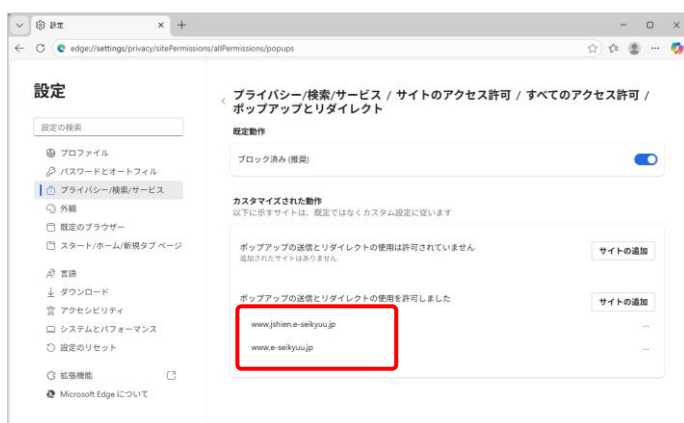 設定
edge://settings/privacy/sitePermissions/allPermissions/popups
設定
設定の検索
プロファイル
パスワードとオートフィル
プライバシー/検索/サービス
外観
既定のブラウザー
スタート/ホーム/新規タブ ページ
言語
ダウンロード
アクセシビリティ
システムとパフォーマンス
設定のリセット
拡張機能
Microsoft Edge について
プライバシー/検索/サービス / サイトのアクセス許可 / すべてのアクセス許可 /
ポップアップとリダイレクト
既定動作
ブロック済み (推奨)
カスタマイズされた動作
以下に示すサイトは、既定ではなくカスタム設定に従います
ポップアップの送信とリダイレクトの使用は許可されていません
追加されたサイトはありません
サイトの追加
ポップアップの送信とリダイレクトの使用を許可しました
サイトの追加
www.jshien.e-seikyuu.jp
www.e-seikyuu.jp